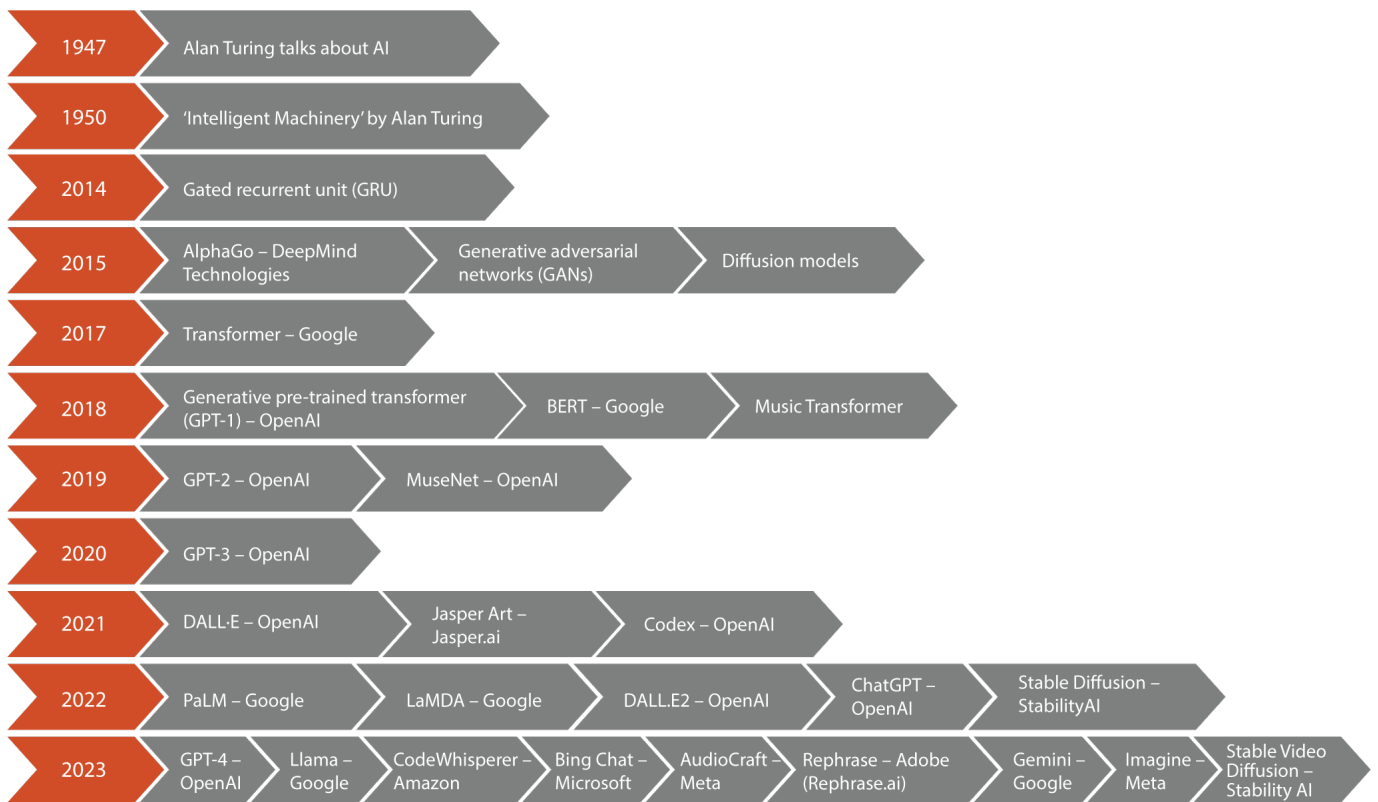 1947
Alan Turing talks about AI
1950
‘Intelligent Machinery’ by Alan Turing
2014
Gated recurrent unit (GRU)
2015
AlphaGo – DeepMind
Technologies
Generative adversarial
networks (GANs)
Diffusion models
2017
Transformer – Google
2018
Generative pre-trained transformer
(GPT-1) – OpenAI
BERT – Google
Music Transformer
2019
GPT-2 – OpenAI
MuseNet – OpenAI
2020
GPT-3 – OpenAI
2021
DALL·E – OpenAI
Jasper Art –
Jasper.ai
Codex – OpenAI
2022
PaLM – Google
LaMDA – Google
DALL.E2 – OpenAI
ChatGPT –
OpenAI
Stable Diffusion –
StabilityAI
2023
GPT-4 –
OpenAI
Llama –
Google
CodeWhisperer –
Amazon
Bing Chat –
Microsoft
AudioCraft –
Meta
Rephrase – Adobe
(Rephrase.ai)
Gemini –
Google
Imagine –
Meta
Stable Video
Diffusion –
Stability AI